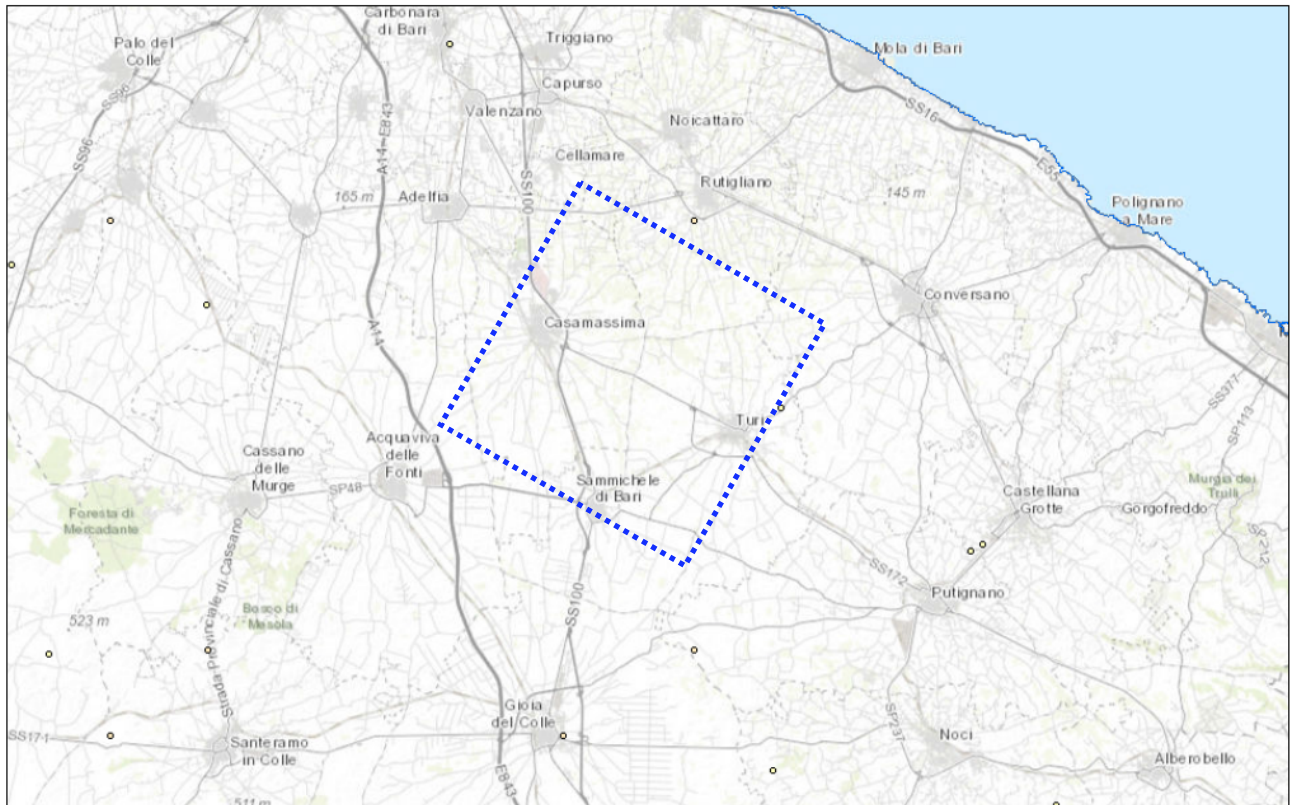 Carbonara
di Bari
Palo del
Colle
Triggiano
Mola di Bari
Capurso
SS96
Valenzano
A14-E843
SS16
Noicattaro
SS96
Cellamare
E55
SS100
Rutigliano
165 m
Adelfia
145 m
Polignano
a Mare
Conversano
Casamassima
A14
M
SS377
SP113
Turi
Acquaviva
delle
Fonti
Cassano
delle
Murge
SP48
Sammichele
di Bari
Murgia dei
Trulli
Castellana
Grotte
Gorgofreddo
Foresta di
Mercadante
SP212
Strada Provinciale di Cassano
SS172
Putignano
SS100
Bosco di
Mesola
523 m
Gioia
del Colle
SP237
SS171
Santeramo
in Colle
Noci
Alberobello
E843
511 m